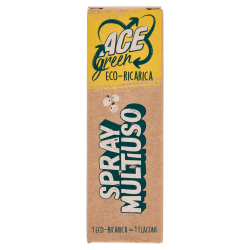 ACE
green
ECO-RICARICA
SPRAY
MULTIUSO
1 ECO-RICARICA = 1 FLACONE